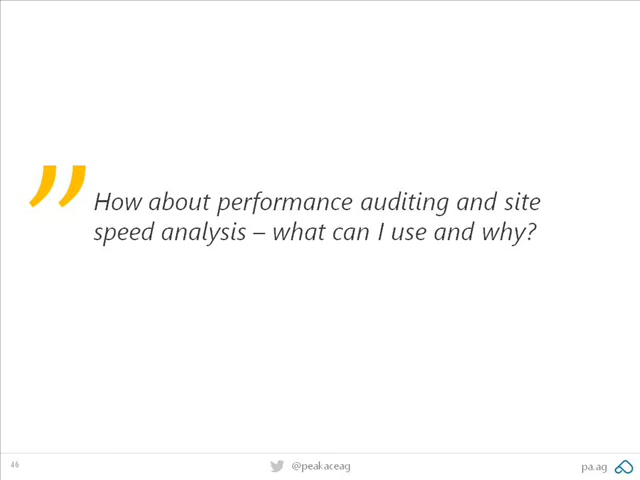 ”
How about performance auditing and site
speed analysis – what can I use and why?
46
@peakaceag
pa.ag